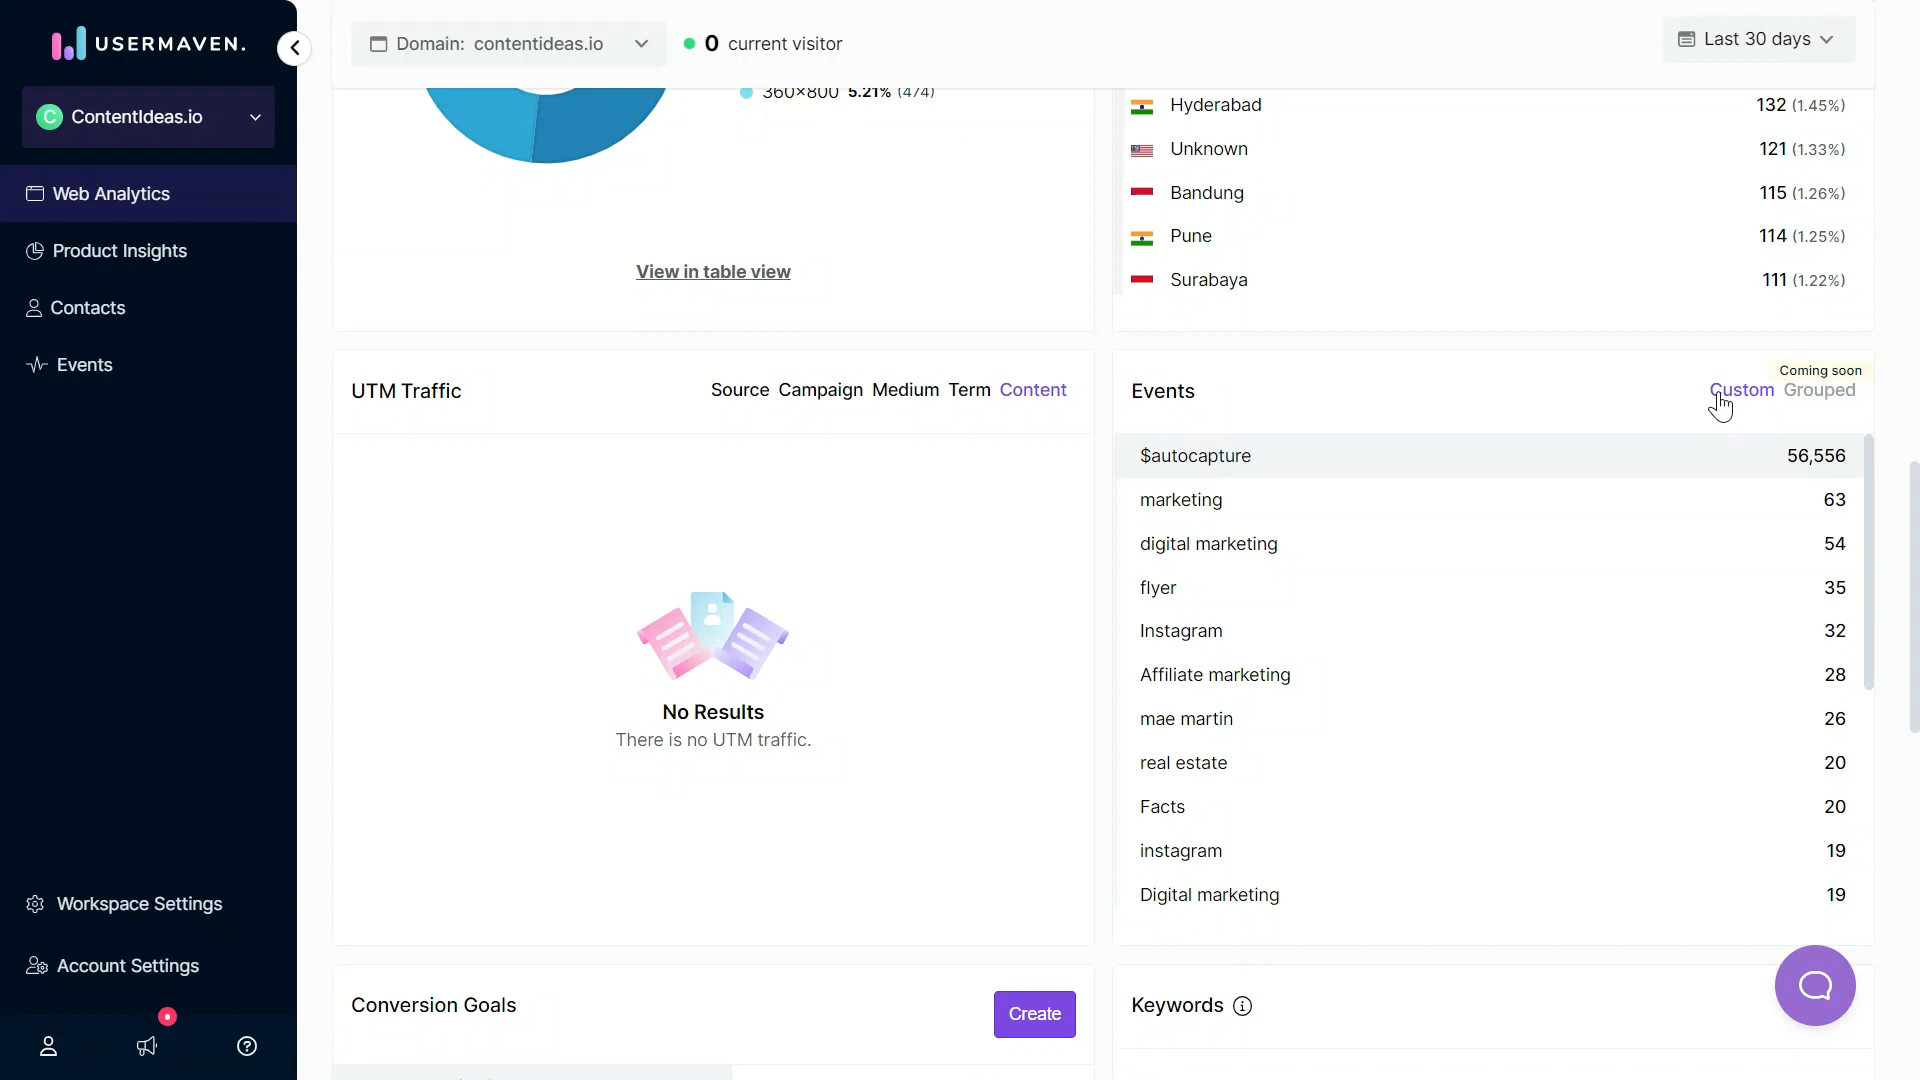 USERMAVEN.
Domain: contentideas.io
0 current visitor
Last 30 days
C ContentIdeas.io
Web Analytics
Product Insights
Contacts
Events
Workspace Settings
Account Settings
360×800 5.21% (474)
View in table view
Hyderabad 132 (1.45%)
Unknown 121 (1.33%)
Bandung 115 (1.26%)
Pune 114 (1.25%)
Surabaya 111 (1.22%)
UTM Traffic
Source Campaign Medium Term Content
No Results
There is no UTM traffic.
Events
Coming soon
Custom Grouped
$autocapture 56,556
marketing 63
digital marketing 54
flyer 35
Instagram 32
Affiliate marketing 28
mae martin 26
real estate 20
Facts 20
instagram 19
Digital marketing 19
Conversion Goals
Create
Keywords